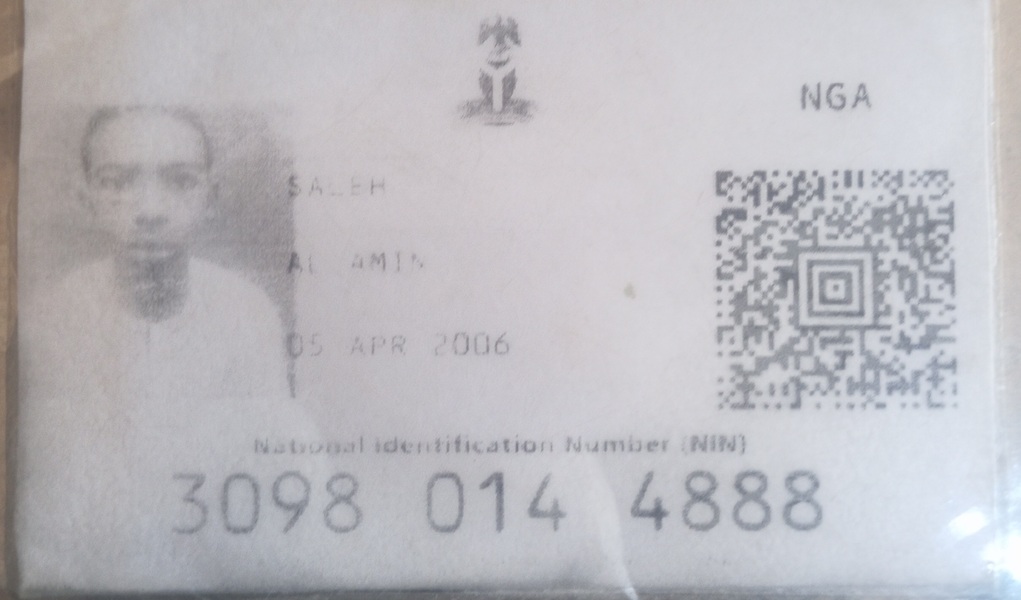 NGA
SALEH
AL AMIN
05 APR 2006
National Identification Number (NIN)
3098 014 4888